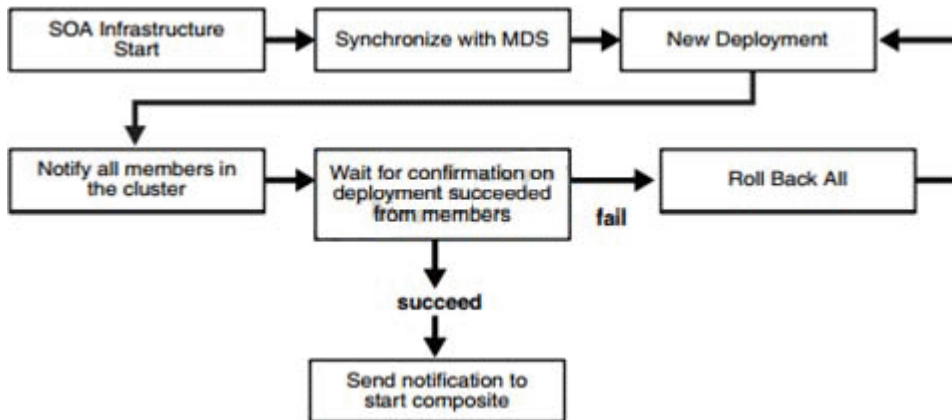 SOA Infrastructure
Start
Synchronize with MDS
New Deployment
Notify all members in
the cluster
Wait for confirmation on
deployment succeeded
from members
fail
Roll Back All
succeed
Send notification to
start composite